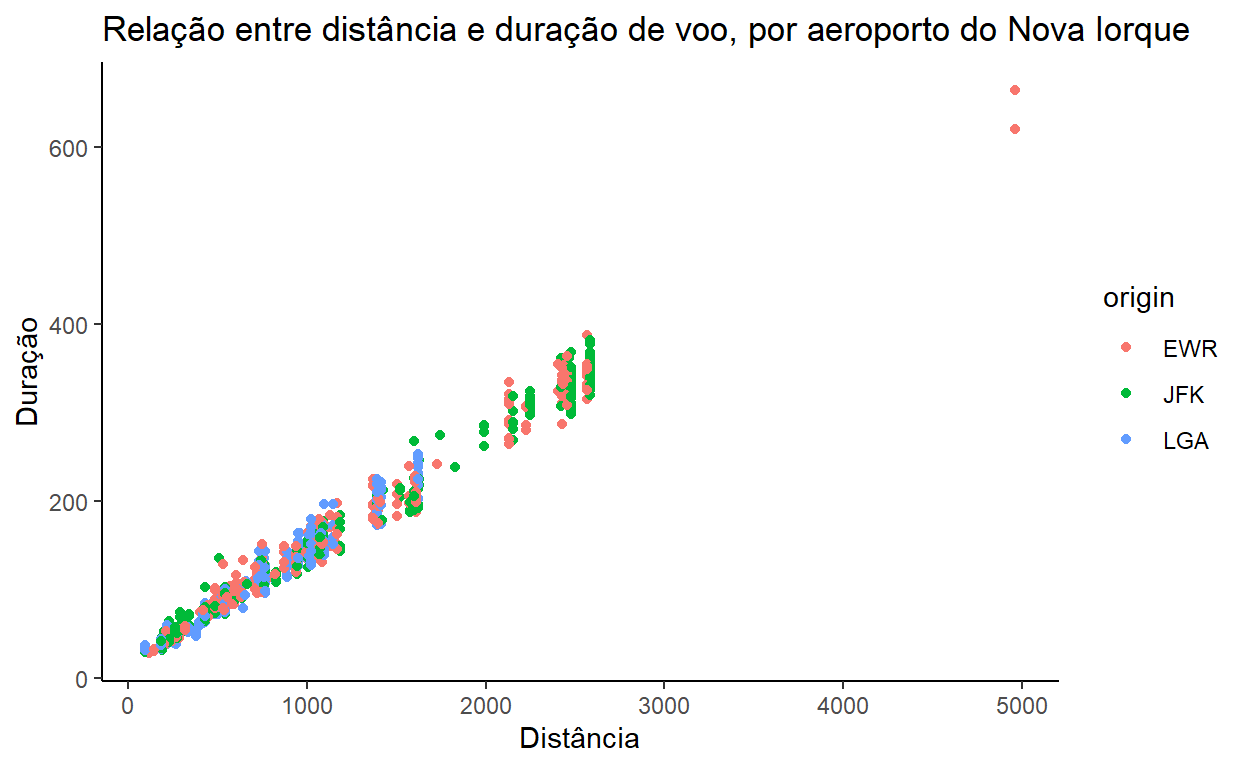 Relação entre distância e duração de voo, por aeroporto do Nova Iorque
Duração
600
400
200
0
0 1000 2000 3000 4000 5000
Distância
origin
EWR
JFK
LGA